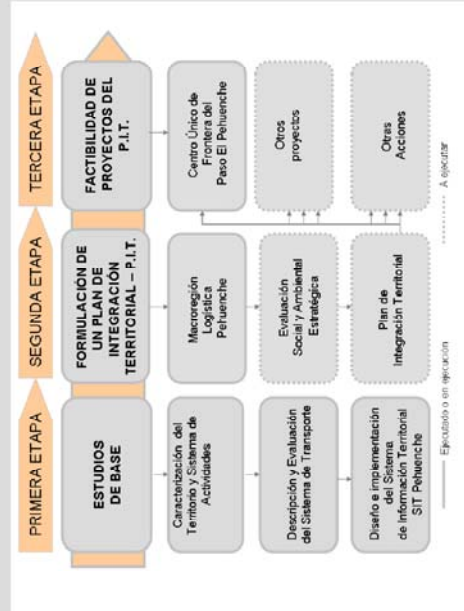 PRIMERA ETAPA
SEGUNDA ETAPA
TERCERA ETAPA
ESTUDIOS
DE BASE
FORMULACIÓN DE
UN PLAN DE
INTEGRACIÓN
TERRITORIAL – P.I.T.
FACTIBILIDAD DE
PROYECTOS DEL
P.I.T.
Caracterización del
Territorio y Sistema de
Actividades
Macroregión
Logística
Pehuenche
Centro Único de
Frontera del
Paso El Pehuenche
Descripción y Evaluación
del Sistema de Transporte
Evaluación
Social y Ambiental
Estratégica
Otros
proyectos
Diseño e implementación
del Sistema
de Información Territorial
SIT Pehuenche
Plan de
Integración Territorial
Otras
Acciones
Ejecutado o en ejecución
A ejecutar